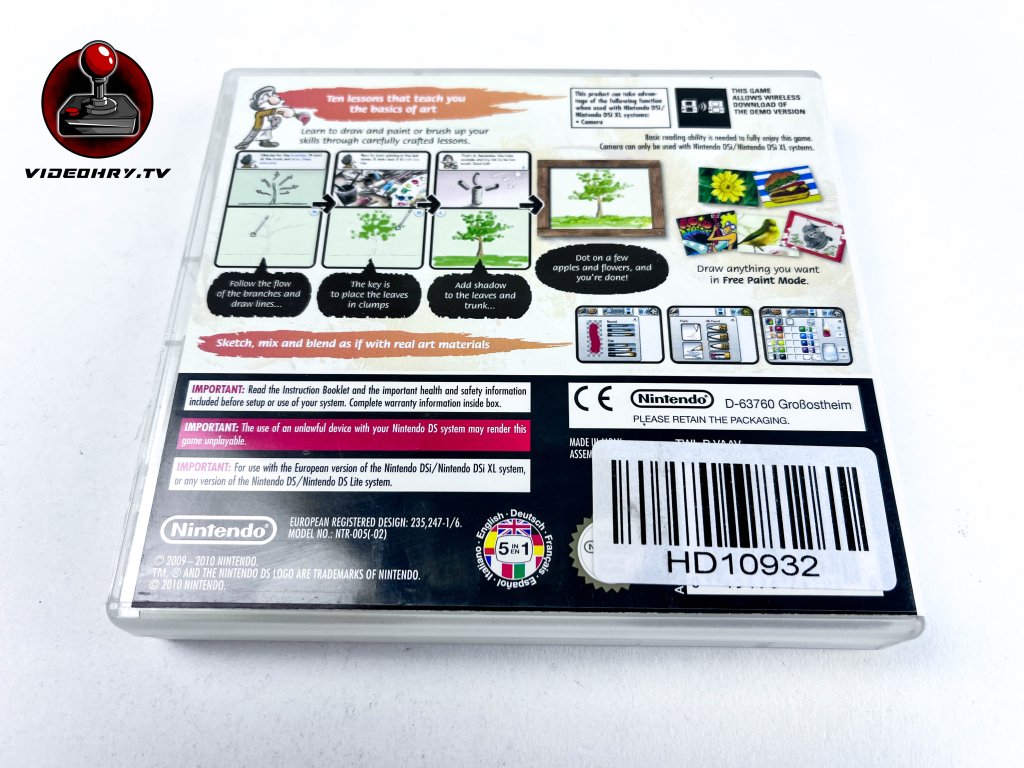 VIDEOHRY.TV
Ten lessons that teach you
the basics of art
Learn to draw and paint or brush up your
skills through carefully crafted lessons.
This product can take advan-
tage of the following function
when used with Nintendo DSi/
Nintendo DSi XL systems:
• Camera
THIS GAME
ALLOWS WIRELESS
DOWNLOAD OF
THE DEMO VERSION
Basic reading ability is needed to fully enjoy this game.
Camera can only be used with Nintendo DSi/Nintendo DSi XL systems.
Follow the flow
of the branches and
draw lines...
The key is
to place the leaves
in clumps
Add shadow
to the leaves and
trunk...
Dot on a few
apples and flowers, and
you're done!
Draw anything you want
in Free Paint Mode.
Sketch, mix and blend as if with real art materials
IMPORTANT: Read the Instruction Booklet and the important health and safety information
included before setup or use of your system. Complete warranty information inside box.
IMPORTANT: The use of an unlawful device with your Nintendo DS system may render this
game unplayable.
IMPORTANT: For use with the European version of the Nintendo DSi/Nintendo DSi XL system,
or any version of the Nintendo DS/Nintendo DS Lite system.
CE Nintendo D-63760 Großostheim
PLEASE RETAIN THE PACKAGING.
MADE IN
Nintendo
EUROPEAN REGISTERED DESIGN: 235,247-1/6.
MODEL NO.: NTR-005(-02)
© 2009–2010 NINTENDO.
TM, ® AND THE NINTENDO DS LOGO ARE TRADEMARKS OF NINTENDO.
© 2010 NINTENDO.
English · Deutsch · Français · Español · Italiano
5 IN EN 1
HD10932